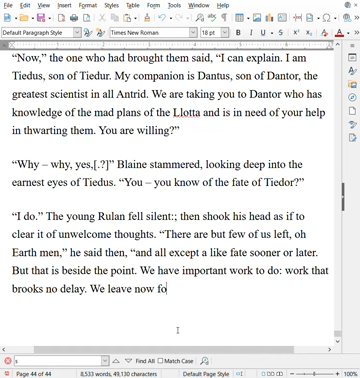 File Edit View Insert Format Styles Table Form Tools Window Help
Default Paragraph Style Times New Roman 18 pt B I U S A
“Now,” the one who had brought them said, “I can explain. I am
Tiedus, son of Tiedur. My companion is Dantus, son of Dantor, the
greatest scientist in all Antrid. We are taking you to Dantor who has
knowledge of the mad plans of the Llotta and is in need of your help
in thwarting them. You are willing?”
“Why – why, yes,[.?]” Blaine stammered, looking deep into the
earnest eyes of Tiedus. “You – you know of the fate of Tiedor?”
“I do.” The young Rulan fell silent:; then shook his head as if to
clear it of unwelcome thoughts. “There are but few of us left, oh
Earth men,” he said then, “and all except a like fate sooner or later.
But that is beside the point. We have important work to do: work that
brooks no delay. We leave now fo
s Find All Match Case
Page 44 of 44 8,533 words, 49,130 characters Default Page Style 100%